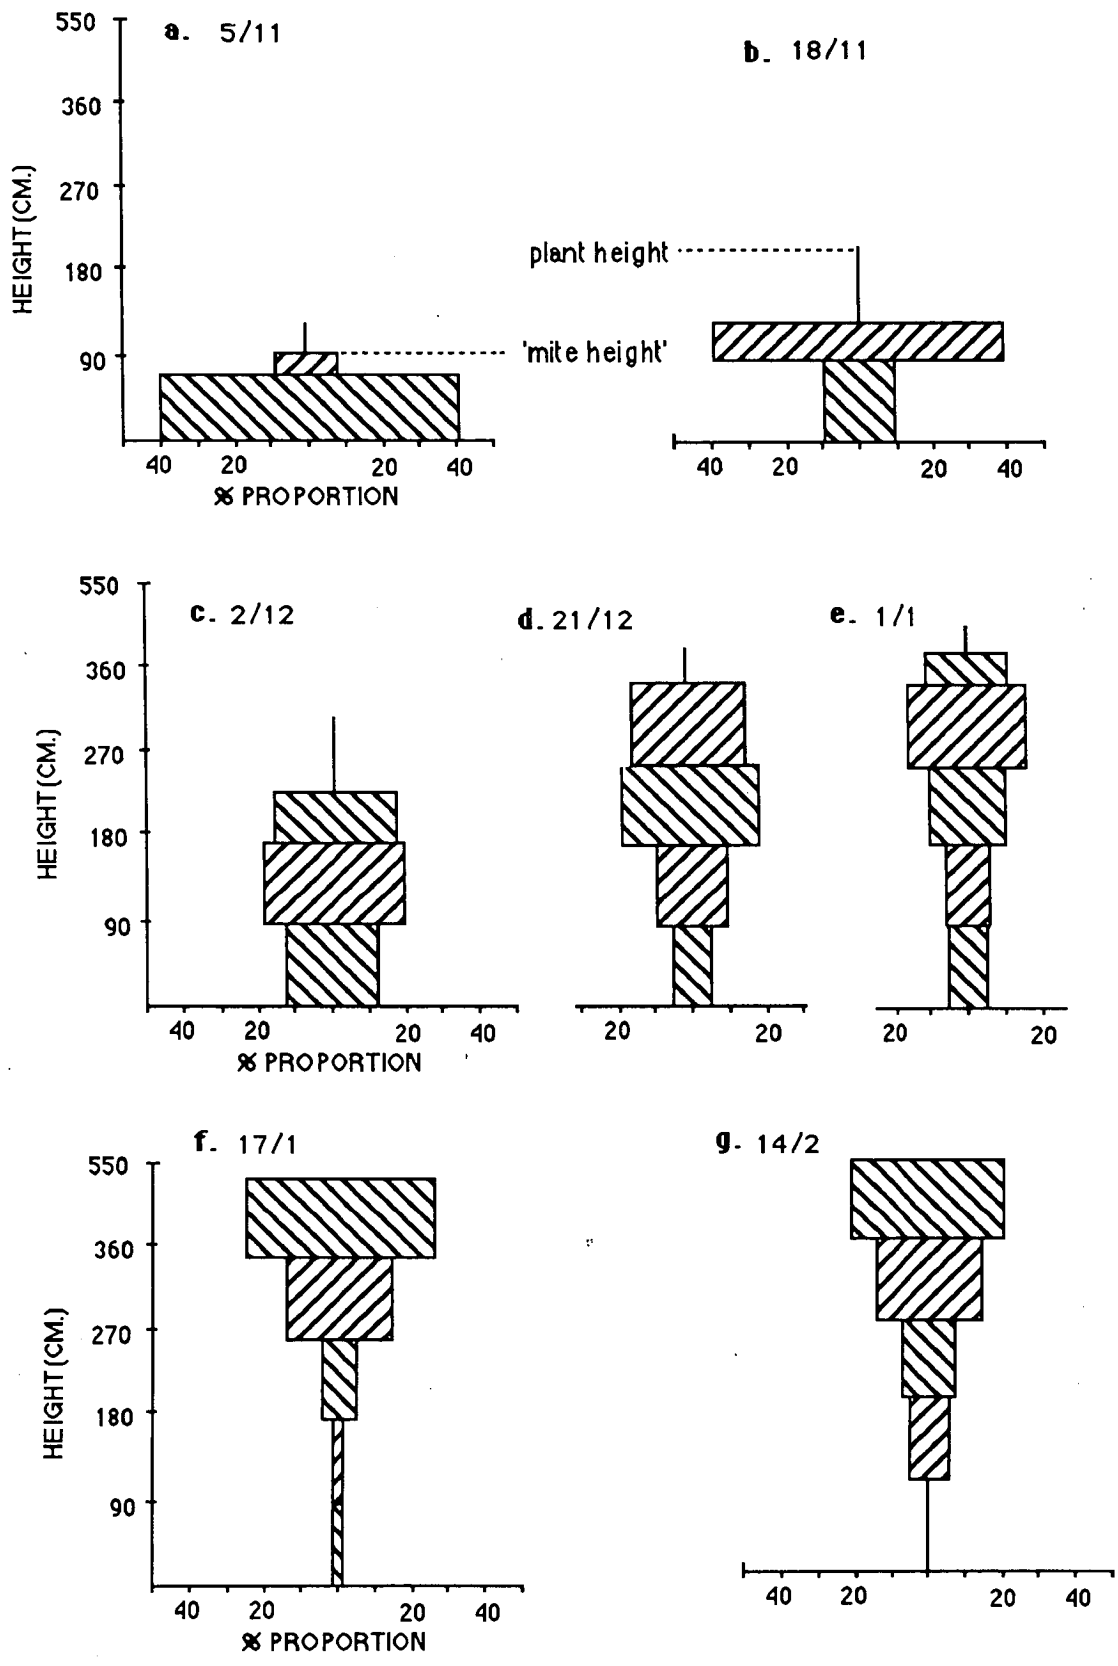 a. 5/11
b. 18/11
550
360
270
180
90
HEIGHT(CM.)
plant height
'mite height'
40 20 20 40
% PROPORTION
40 20 20 40
c. 2/12
d. 21/12
e. 1/1
550
360
270
180
90
HEIGHT(CM.)
40 20 20 40
% PROPORTION
20 20
20 20
f. 17/1
g. 14/2
550
360
270
180
90
HEIGHT(CM.)
40 20 20 40
% PROPORTION
40 20 20 40